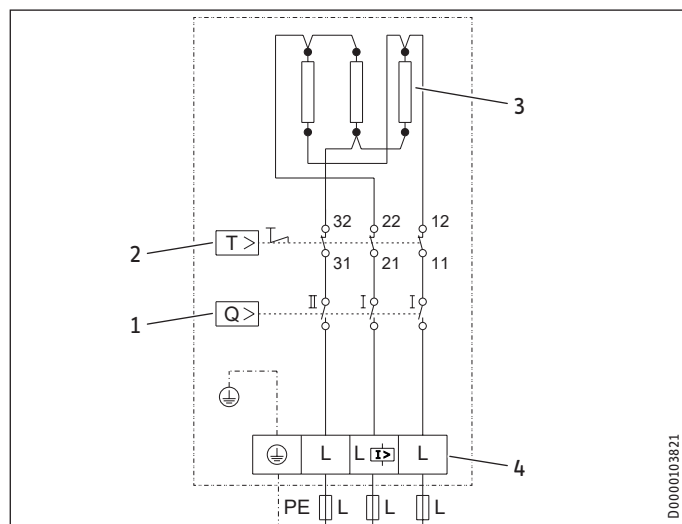 3
32 22 12
2 T>
31 21 11
II I I
1 Q>
L L I> L
4
PE L L L
D0000103821